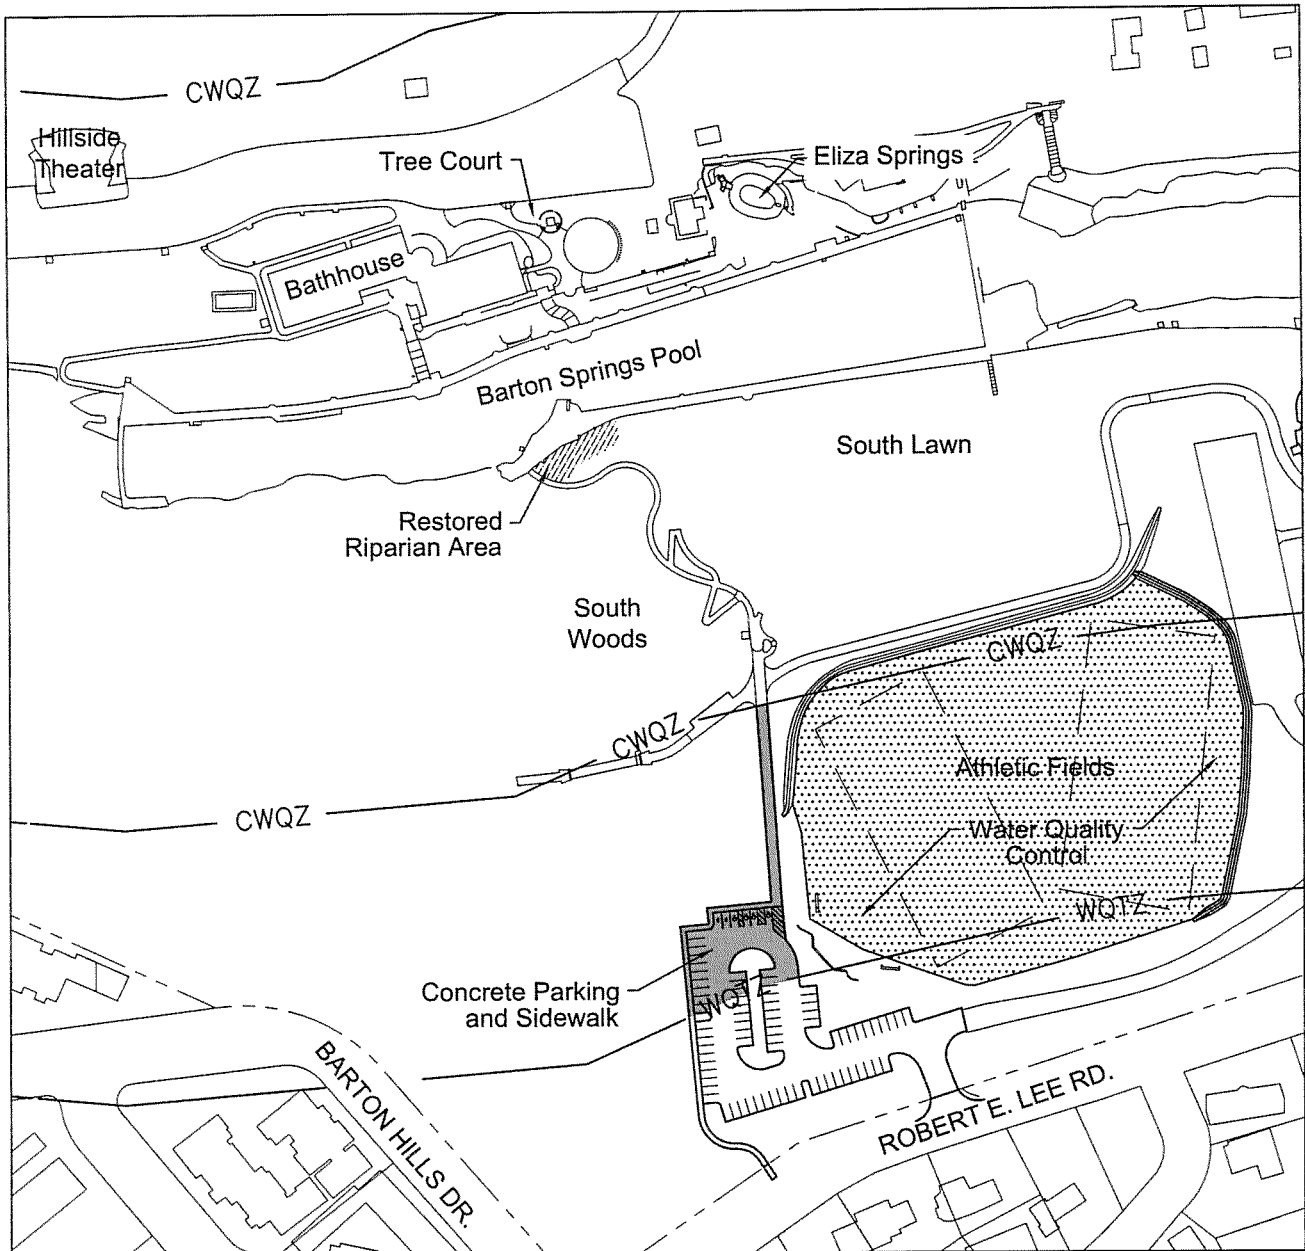 CWQZ
Hillside
Theater
Tree Court
Eliza Springs
Bathhouse
Barton Springs Pool
South Lawn
Restored
Riparian Area
South
Woods
CWQZ
CWQZ
CWQZ
Athletic Fields
Water Quality
Control
WQTZ
Concrete Parking
and Sidewalk
WQTZ
BARTON HILLS DR.
ROBERT E. LEE RD.